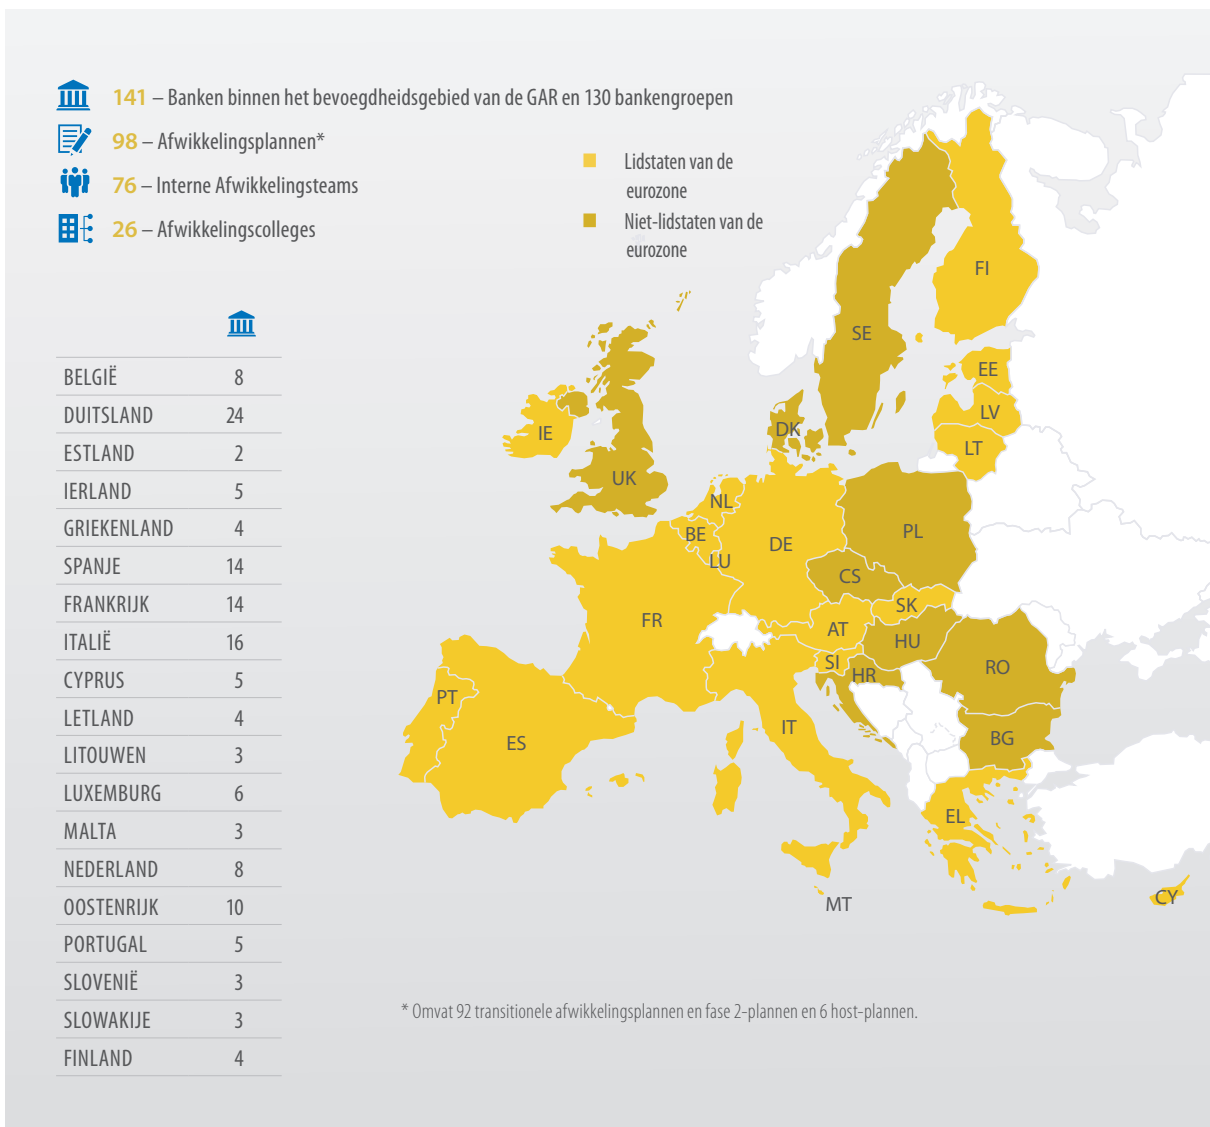 141 – Banken binnen het bevoegdheidsgebied van de GAR en 130 bankengroepen
98 – Afwikkelingsplannen*
76 – Interne Afwikkelingsteams
26 – Afwikkelingscolleges
Lidstaten van de
eurozone
Niet-lidstaten van de
eurozone
BELGIË 8
DUITSLAND 24
ESTLAND 2
IERLAND 5
GRIEKENLAND 4
SPANJE 14
FRANKRIJK 14
ITALIË 16
CYPRUS 5
LETLAND 4
LITOUWEN 3
LUXEMBURG 6
MALTA 3
NEDERLAND 8
OOSTENRIJK 10
PORTUGAL 5
SLOVENIË 3
SLOWAKIJE 3
FINLAND 4
FI
SE
EE
LV
LT
DK
IE
UK
NL
BE
LU
DE
PL
CS
SK
FR
AT
HU
SI
HR
RO
PT
ES
IT
BG
EL
MT
CY
* Omvat 92 transitionele afwikkelingsplannen en fase 2-plannen en 6 host-plannen.